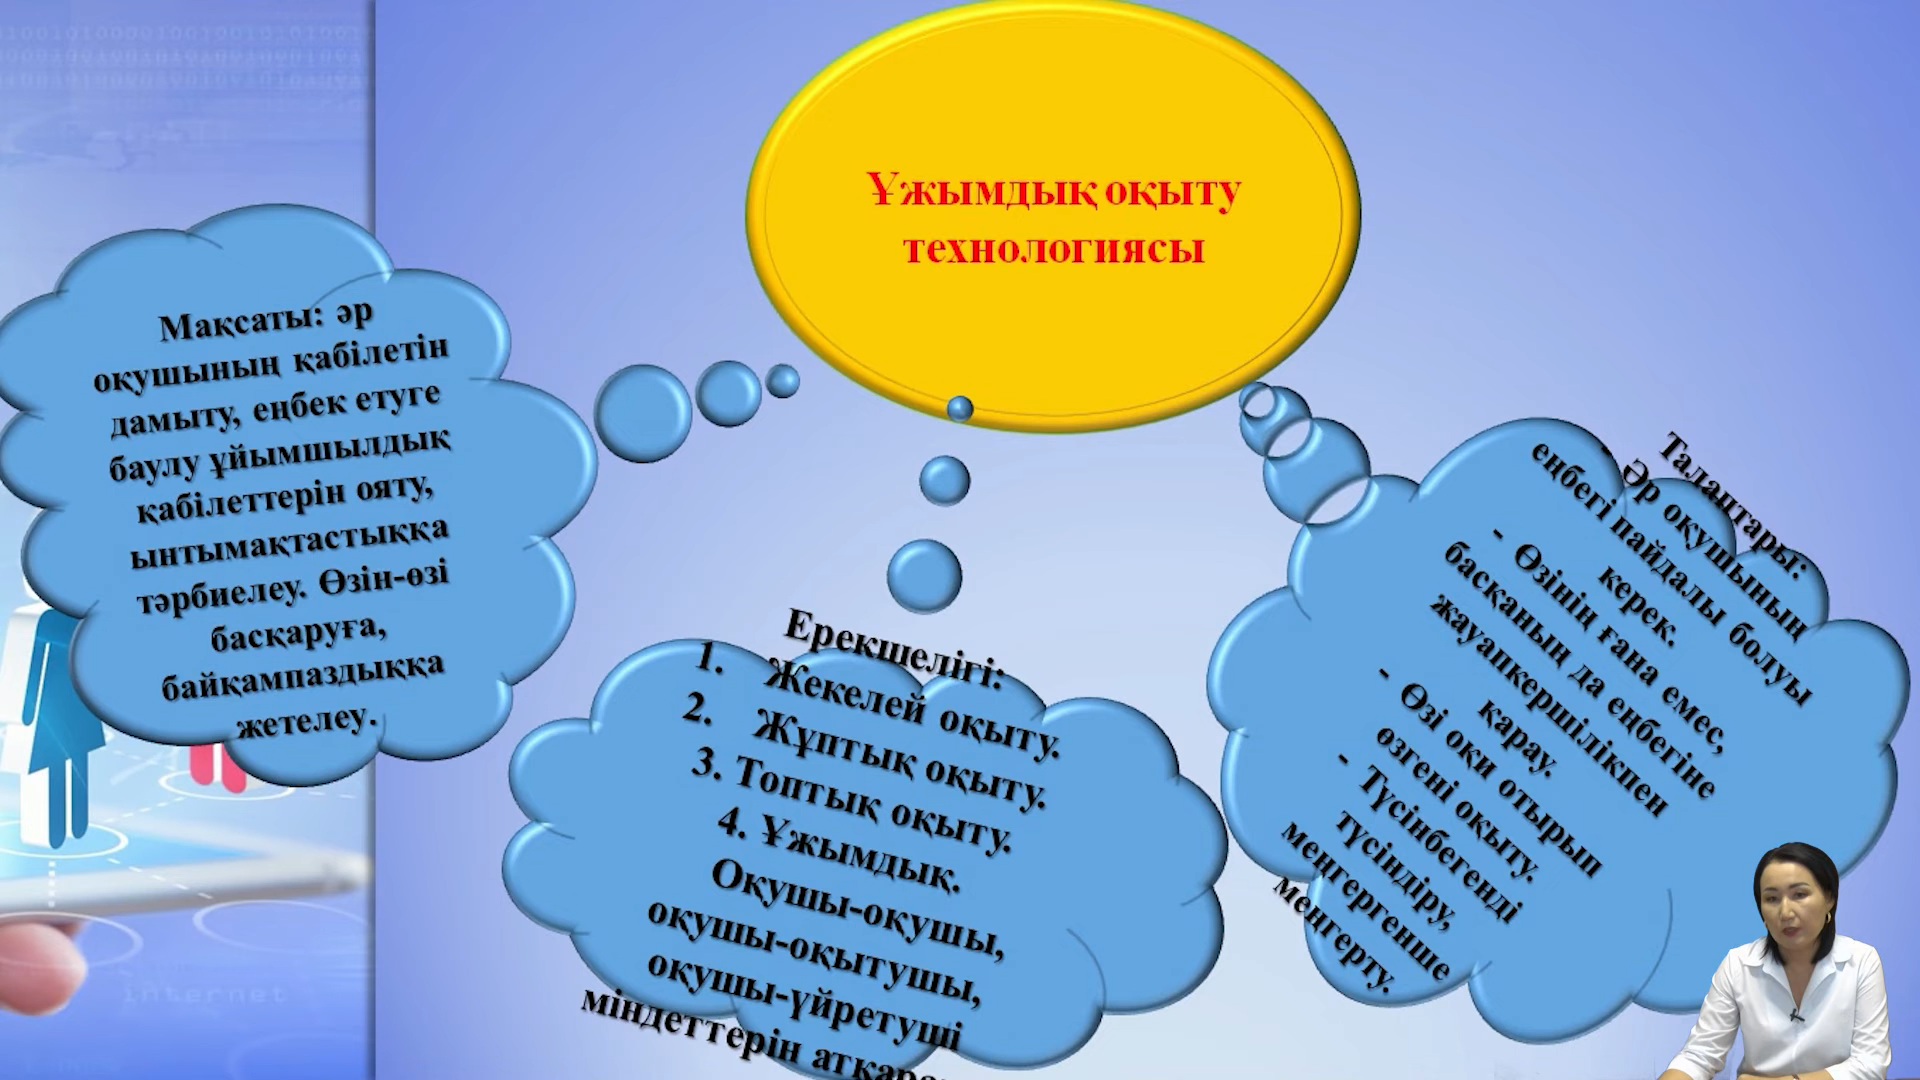 Ұжымдық оқыту
технологиясы
Мақсаты: әр
оқушының қабілетін
дамыту, еңбек етуге
баулу ұйымшылдық
қабілеттерін ояту,
ынтымақтастыққа
тәрбиелеу. Өзін-өзі
басқаруға,
байқампаздыққа
жетелеу.
Ерекшелігі:
1. Жекелей оқыту.
2. Жұптық оқыту.
3. Топтық оқыту.
4. Ұжымдық.
Оқушы-оқушы,
оқушы-оқытушы,
оқушы-үйретуші
міндеттерін
Талаптары:
- Әр оқушының
еңбегі пайдалы болуы
керек.
- Өзінің ғана емес,
басқаның да еңбегіне
жауапкершілікпен
қарау.
- Өзі оқи отырып
өзгені оқыту.
- Түсінбегенді
түсіндіру,
меңгергенше
меңгерту.
internet